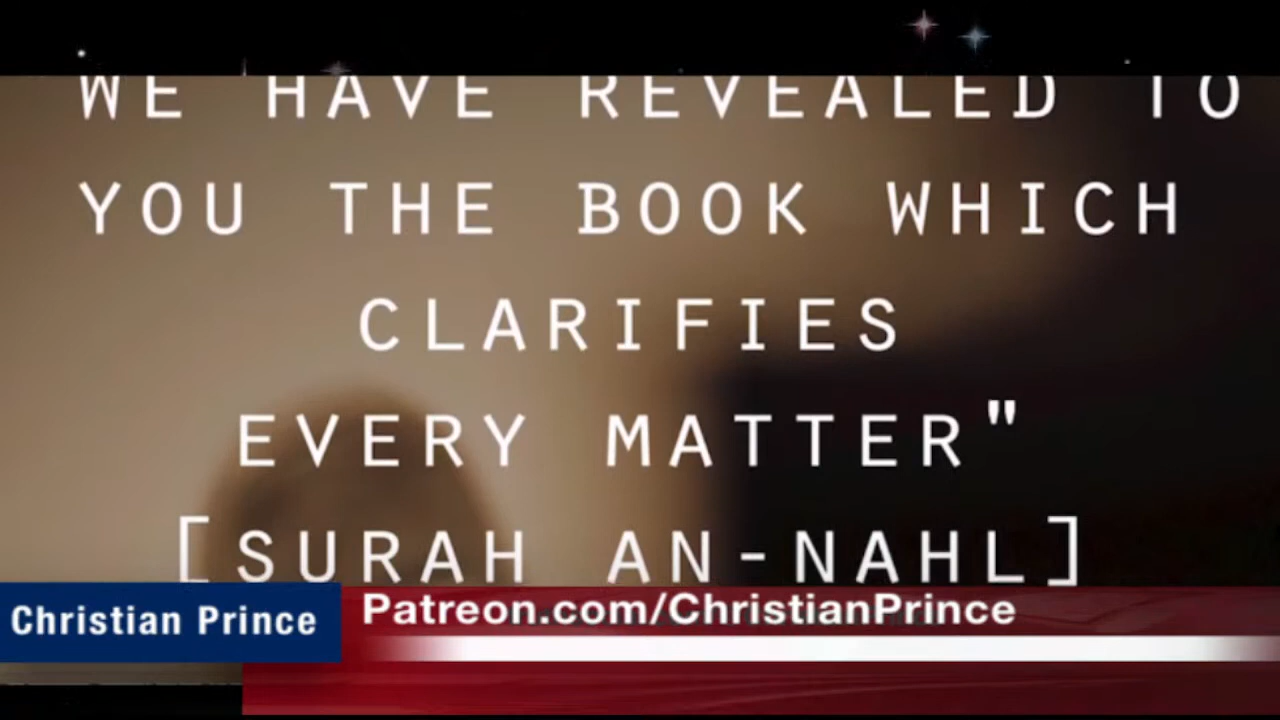 WE HAVE REVEALED TO
YOU THE BOOK WHICH
CLARIFIES
EVERY MATTER"
[SURAH AN-NAHL]
Christian Prince
Patreon.com/ChristianPrince